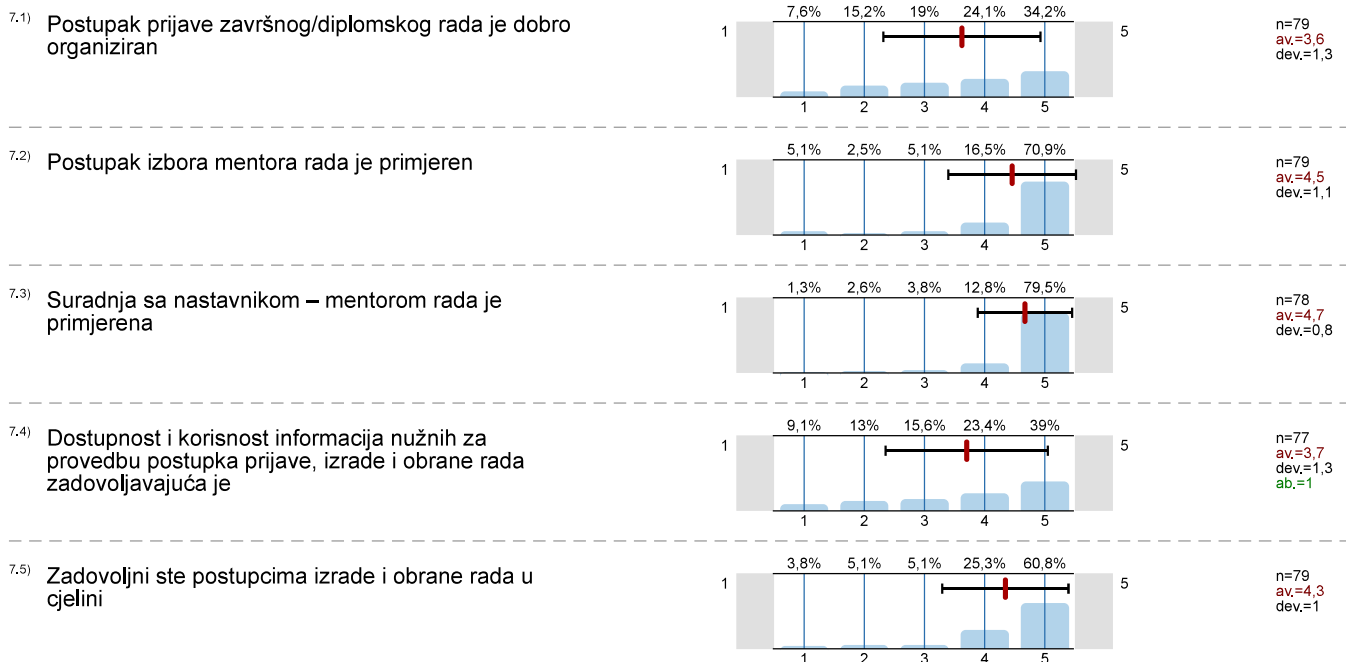 7.1) Postupak prijave završnog/diplomskog rada je dobro
organiziran
7,6% 15,2% 19% 24,1% 34,2%
1 5
1 2 3 4 5
n=79
av.=3,6
dev.=1,3
7.2) Postupak izbora mentora rada je primjeren
5,1% 2,5% 5,1% 16,5% 70,9%
1 5
1 2 3 4 5
n=79
av.=4,5
dev.=1,1
7.3) Suradnja sa nastavnikom – mentorom rada je
primjerena
1,3% 2,6% 3,8% 12,8% 79,5%
1 5
1 2 3 4 5
n=78
av.=4,7
dev.=0,8
7.4) Dostupnost i korisnost informacija nužnih za
provedbu postupka prijave, izrade i obrane rada
zadovoljavajuća je
9,1% 13% 15,6% 23,4% 39%
1 5
1 2 3 4 5
n=77
av.=3,7
dev.=1,3
ab.=1
7.5) Zadovoljni ste postupcima izrade i obrane rada u
cjelini
3,8% 5,1% 5,1% 25,3% 60,8%
1 5
1 2 3 4 5
n=79
av.=4,3
dev.=1